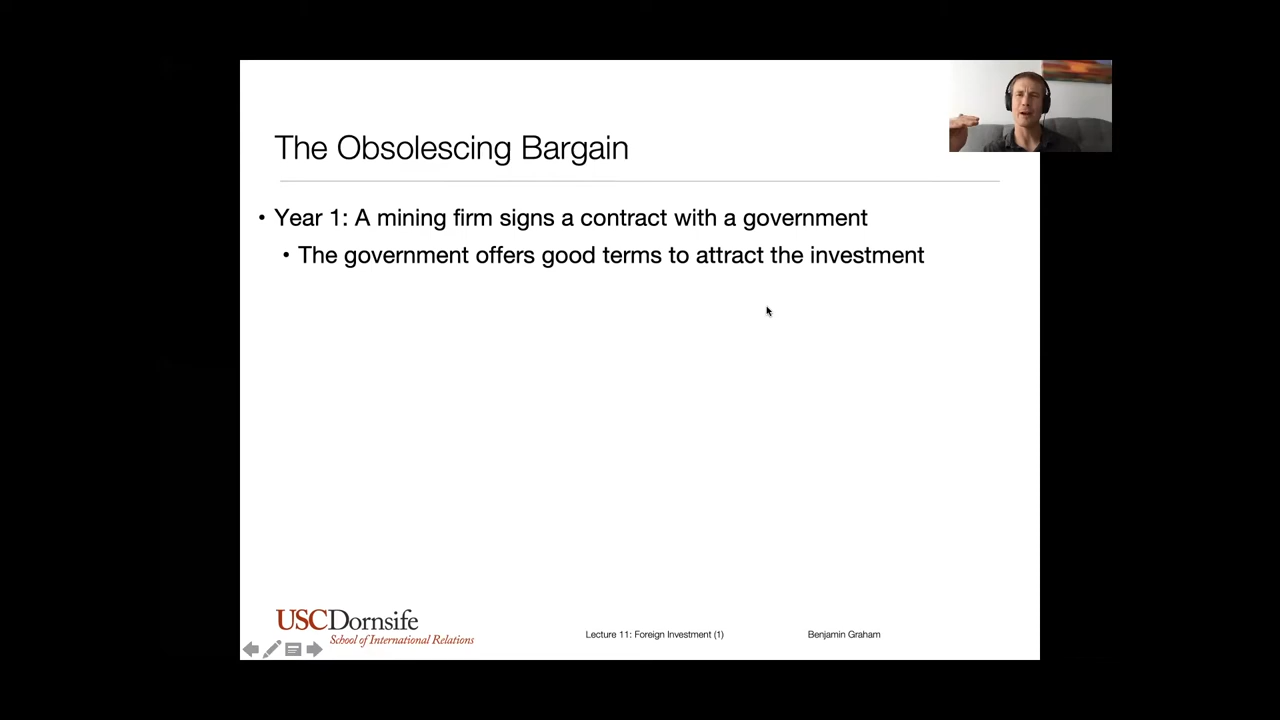 The Obsolescing Bargain
• Year 1: A mining firm signs a contract with a government
• The government offers good terms to attract the investment
USCDornsife
School of International Relations
Lecture 11: Foreign Investment (1)
Benjamin Graham